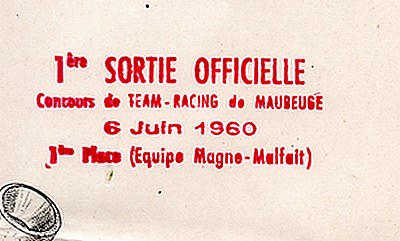 1ère SORTIE OFFICIELLE
Concours de TEAM-RACING de MAUBEUGE
6 Juin 1960
1ère Place (Equipe Magne-Malfait)